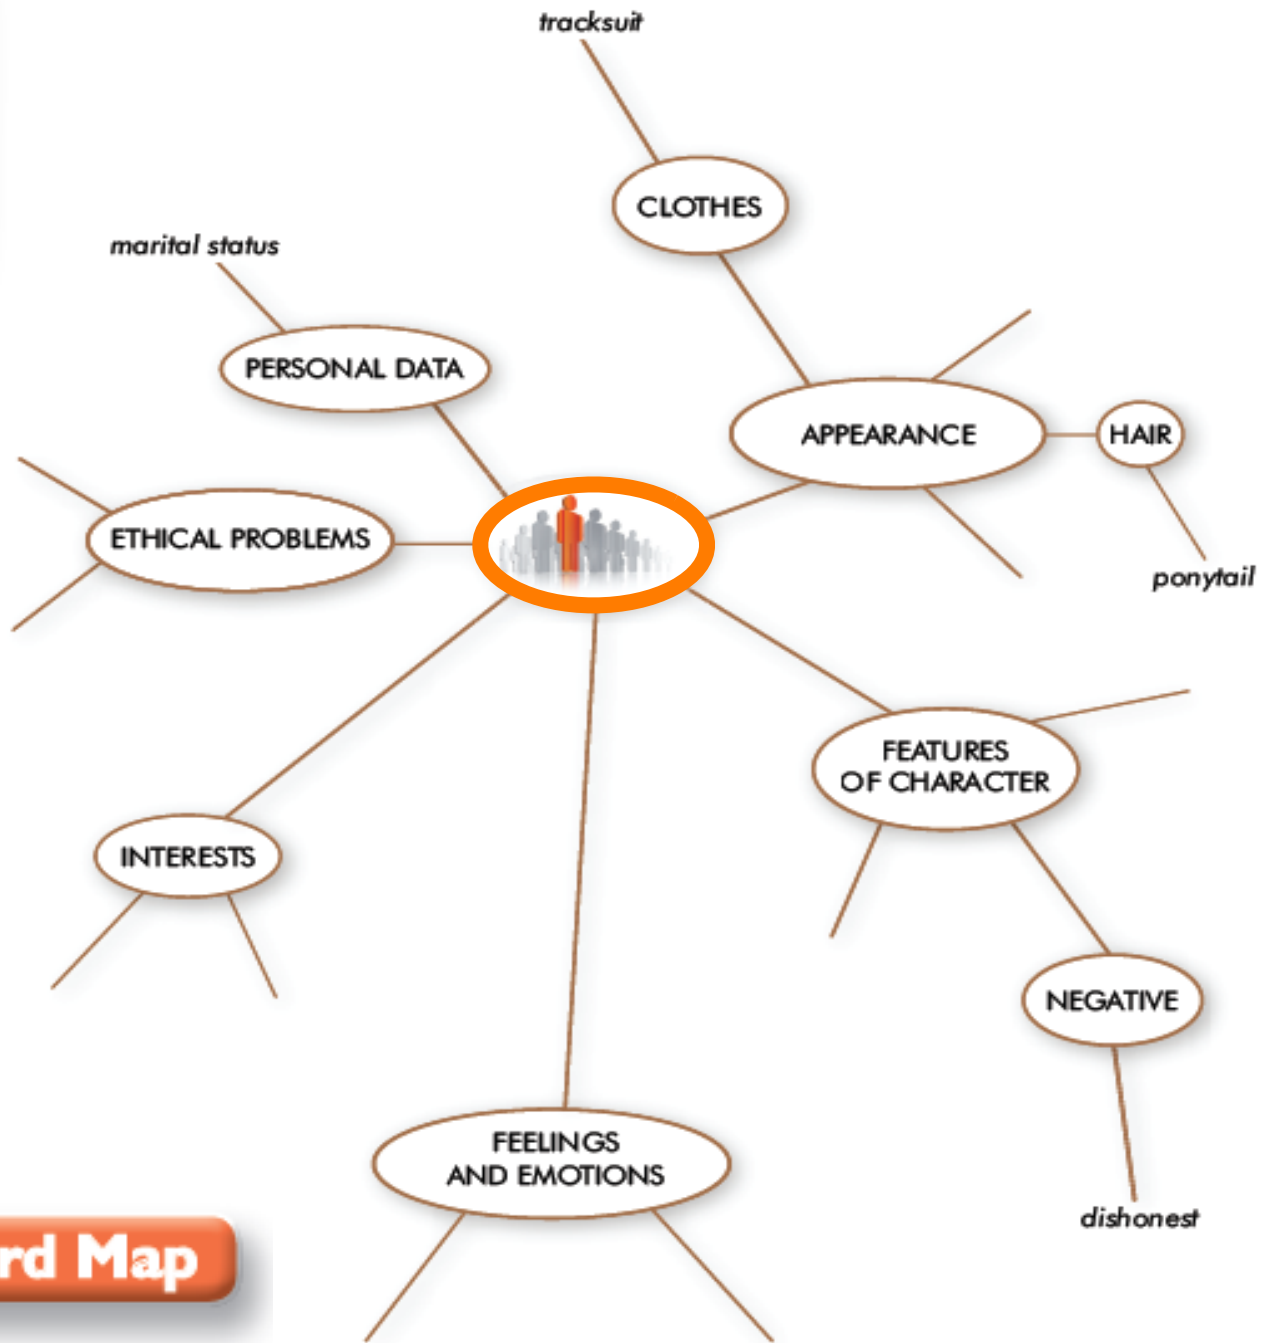 tracksuit
CLOTHES
marital status
PERSONAL DATA
APPEARANCE
HAIR
ETHICAL PROBLEMS
ponytail
FEATURES
OF CHARACTER
INTERESTS
NEGATIVE
FEELINGS
AND EMOTIONS
dishonest
rd Map